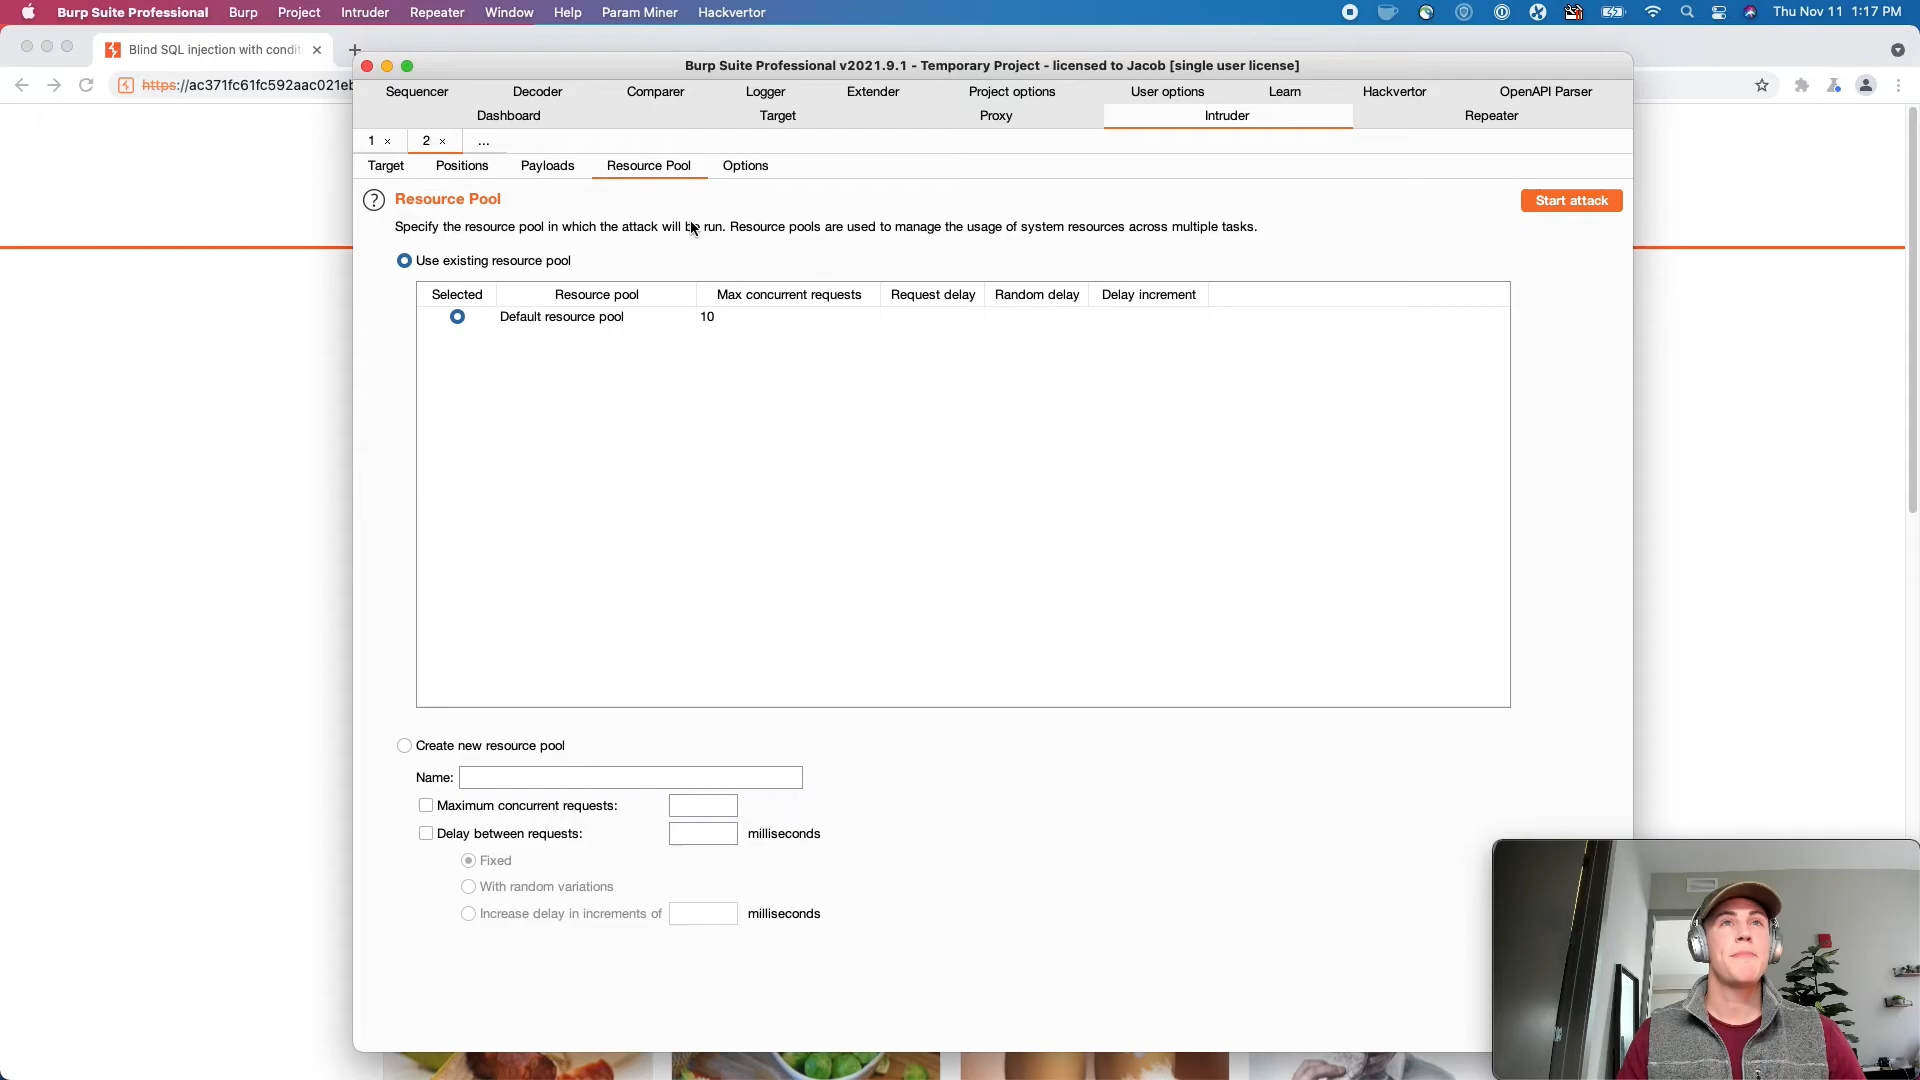 Burp Suite Professional Burp Project Intruder Repeater Window Help Param Miner Hackvertor Thu Nov 11 1:17 PM
Blind SQL injection with condit
https://ac371fc61fc592aac021eb
Burp Suite Professional v2021.9.1 - Temporary Project - licensed to Jacob [single user license]
Sequencer Decoder Comparer Logger Extender Project options User options Learn Hackvertor OpenAPI Parser
Dashboard Target Proxy Intruder Repeater
1 × 2 × ...
Target Positions Payloads Resource Pool Options
? Resource Pool Start attack
Specify the resource pool in which the attack will be run. Resource pools are used to manage the usage of system resources across multiple tasks.
Use existing resource pool
Selected Resource pool Max concurrent requests Request delay Random delay Delay increment
Default resource pool 10
Create new resource pool
Name:
Maximum concurrent requests:
Delay between requests: milliseconds
Fixed
With random variations
Increase delay in increments of milliseconds